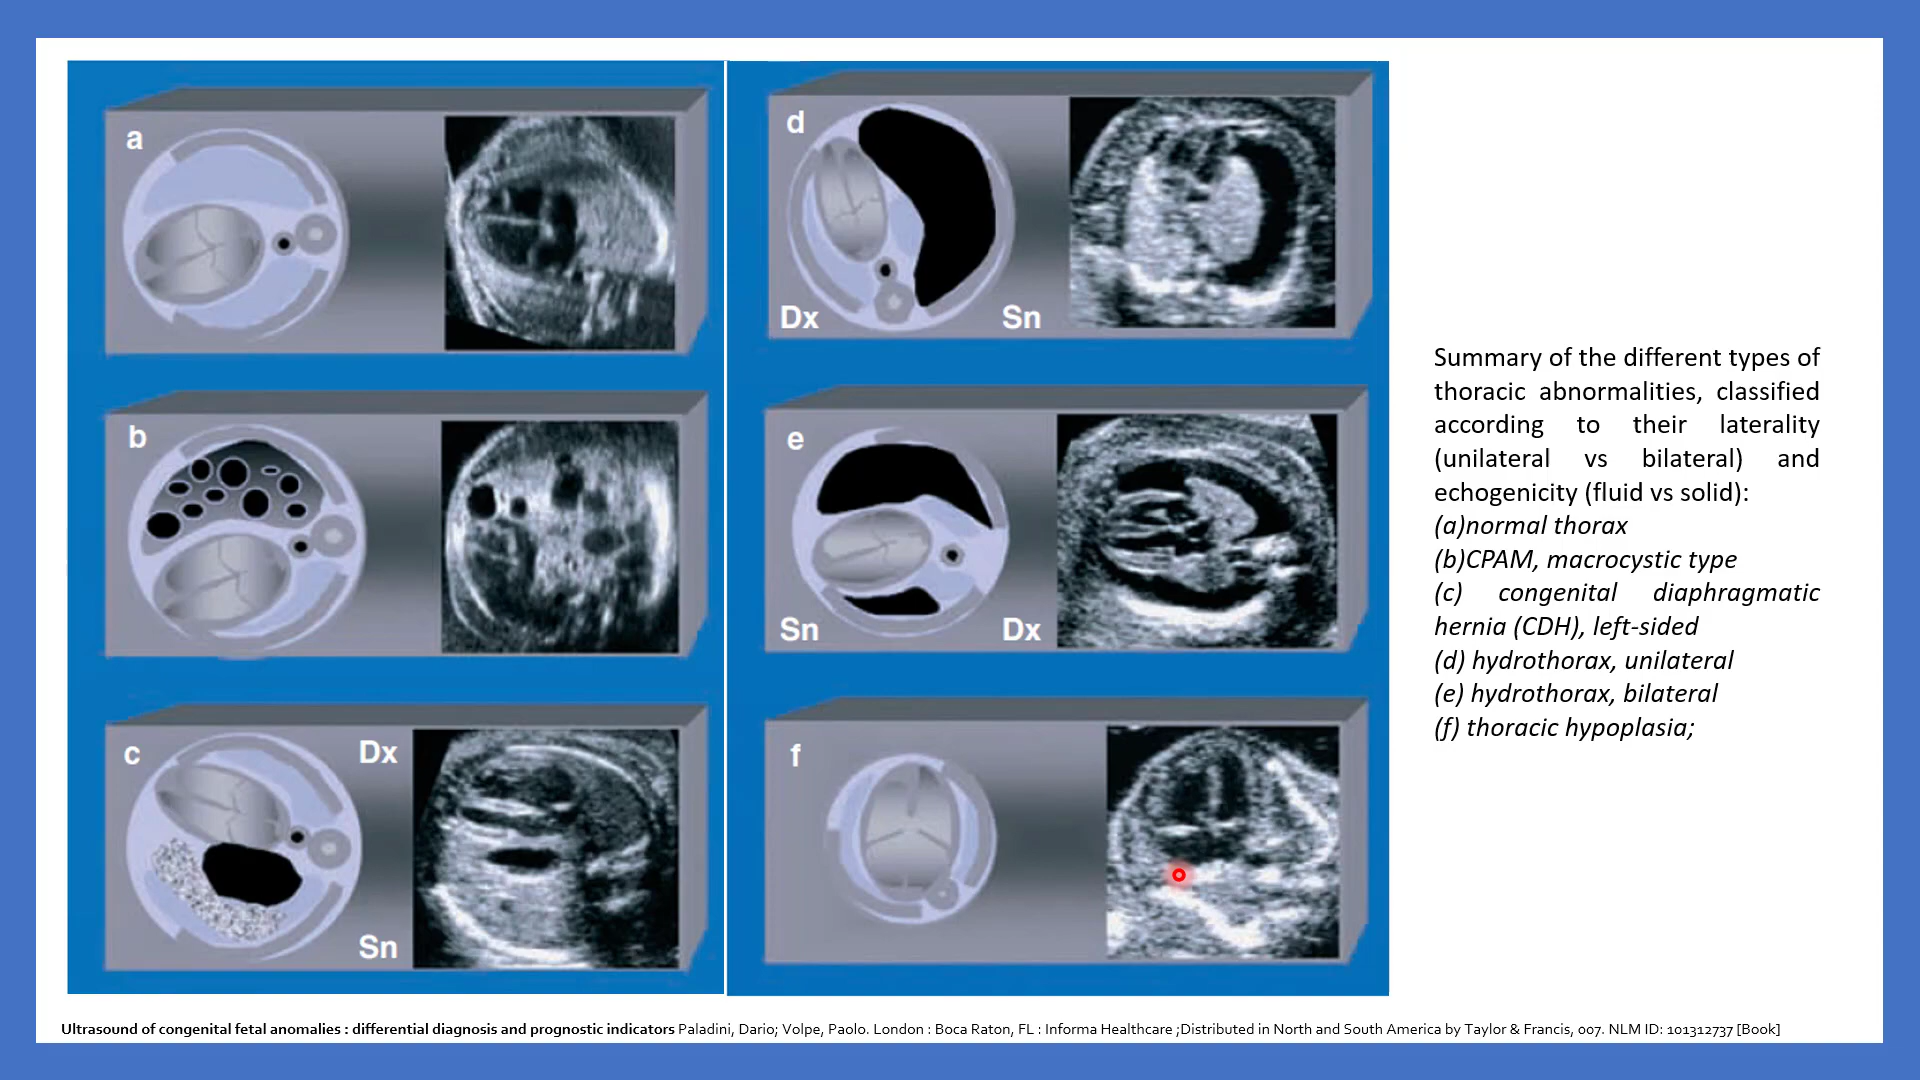 a
b
c
Dx
Sn
d
Dx
Sn
e
Sn
Dx
f
Summary of the different types of
thoracic abnormalities, classified
according to their laterality
(unilateral vs bilateral) and
echogenicity (fluid vs solid):
(a)normal thorax
(b)CPAM, macrocystic type
(c) congenital diaphragmatic
hernia (CDH), left-sided
(d) hydrothorax, unilateral
(e) hydrothorax, bilateral
(f) thoracic hypoplasia;
Ultrasound of congenital fetal anomalies : differential diagnosis and prognostic indicators Paladini, Dario; Volpe, Paolo. London : Boca Raton, FL : Informa Healthcare ;Distributed in North and South America by Taylor & Francis, 007. NLM ID: 101312737 [Book]